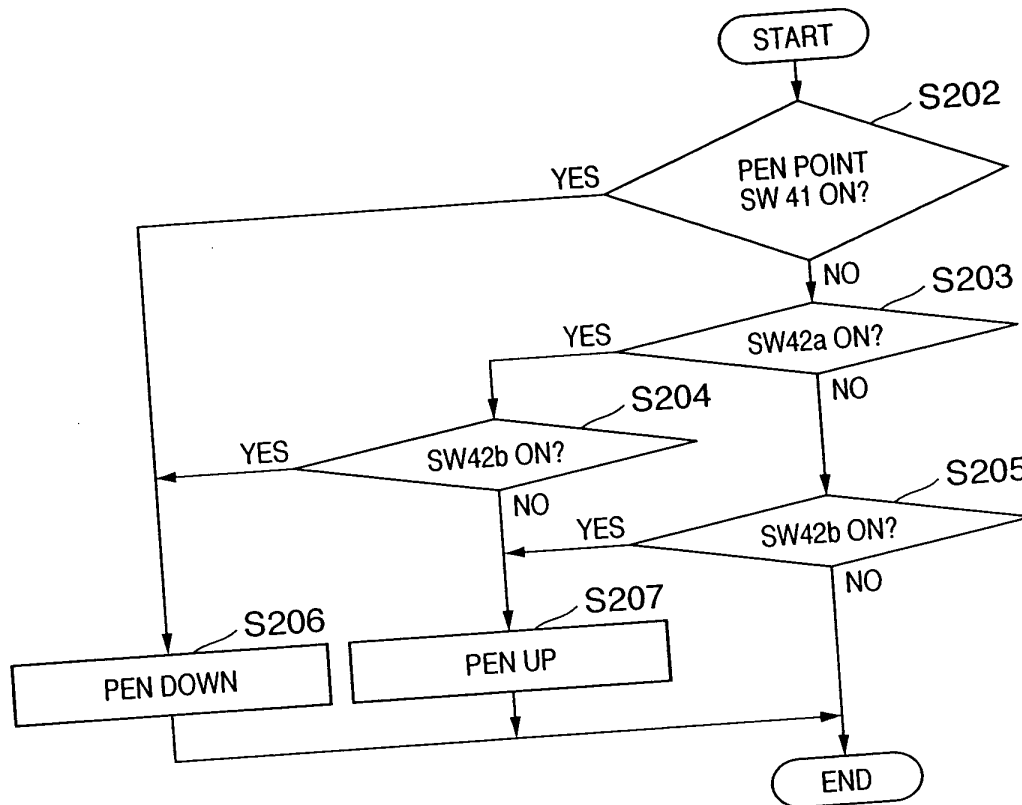 START
S202
PEN POINT
SW 41 ON?
YES
NO
S203
SW42a ON?
YES
NO
S204
SW42b ON?
YES
NO
S205
SW42b ON?
YES
NO
S206
PEN DOWN
S207
PEN UP
END